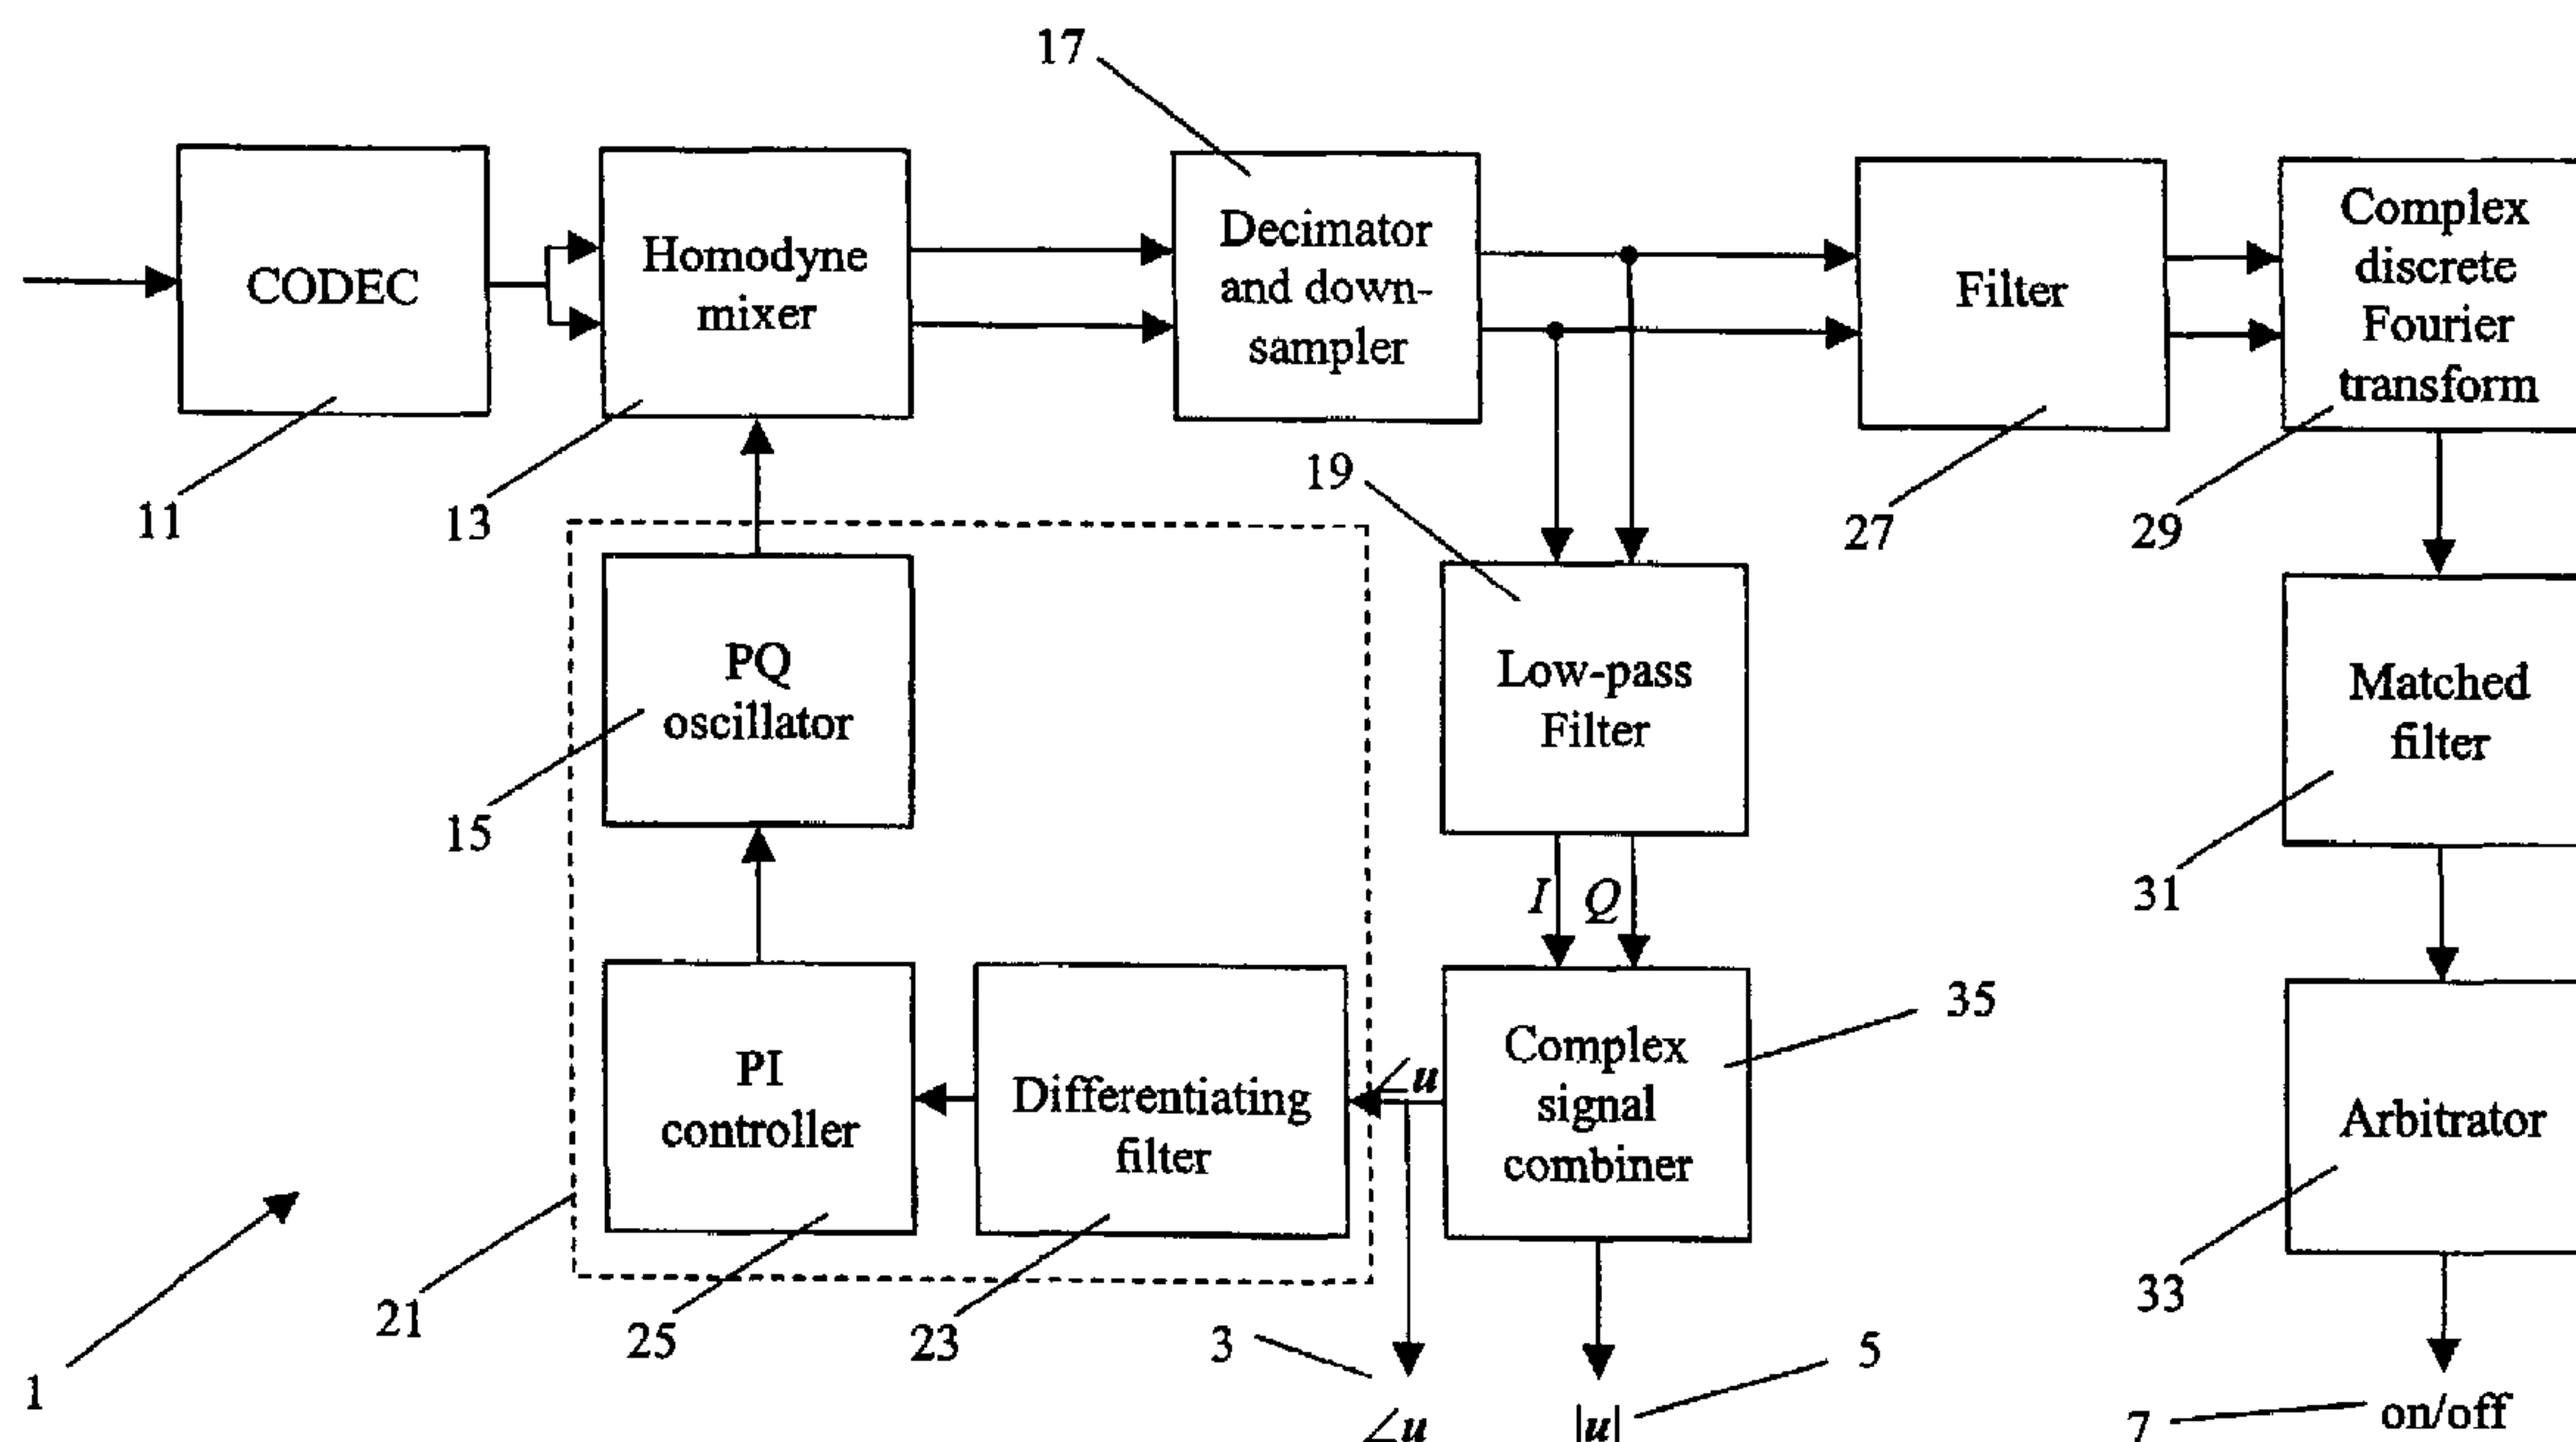 17
CODEC
Homodyne
mixer
Decimator
and down-
sampler
Filter
Complex
discrete
Fourier
transform
11
13
19
27
29
PQ
oscillator
Low-pass
Filter
Matched
filter
15
31
I Q
PI
controller
Differentiating
filter
∠u
Complex
signal
combiner
35
Arbitrator
21
25
23
3
5
33
1
∠u
|u|
7
on/off